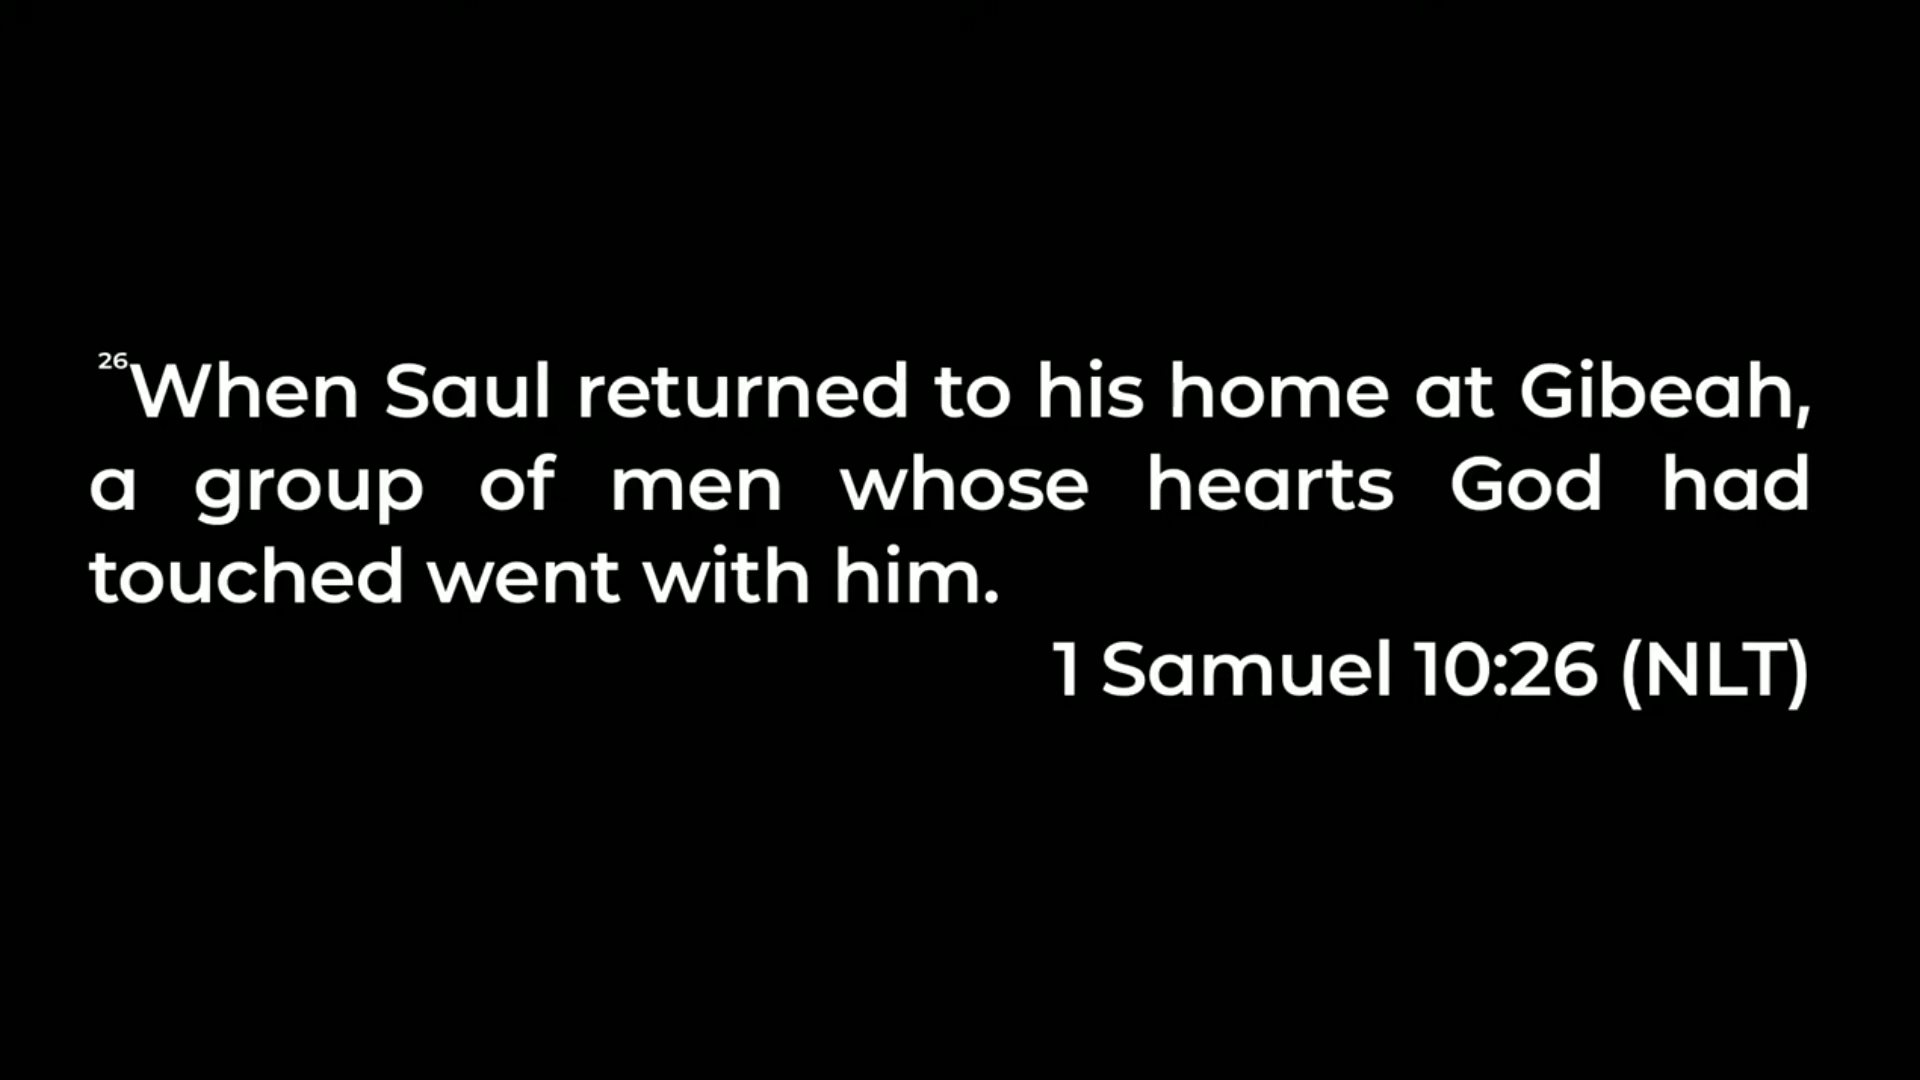 26When Saul returned to his home at Gibeah,
a group of men whose hearts God had
touched went with him.
1 Samuel 10:26 (NLT)